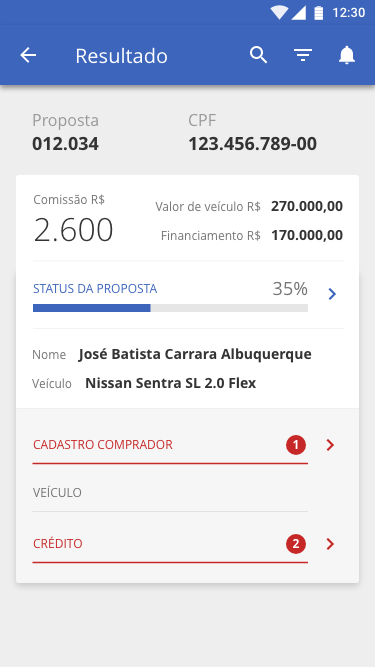 12:30
Resultado
Proposta CPF
012.034 123.456.789-00
Comissão R$
2.600
Valor de veículo R$ 270.000,00
Financiamento R$ 170.000,00
STATUS DA PROPOSTA 35%
Nome José Batista Carrara Albuquerque
Veículo Nissan Sentra SL 2.0 Flex
CADASTRO COMPRADOR 1
VEÍCULO
CRÉDITO 2